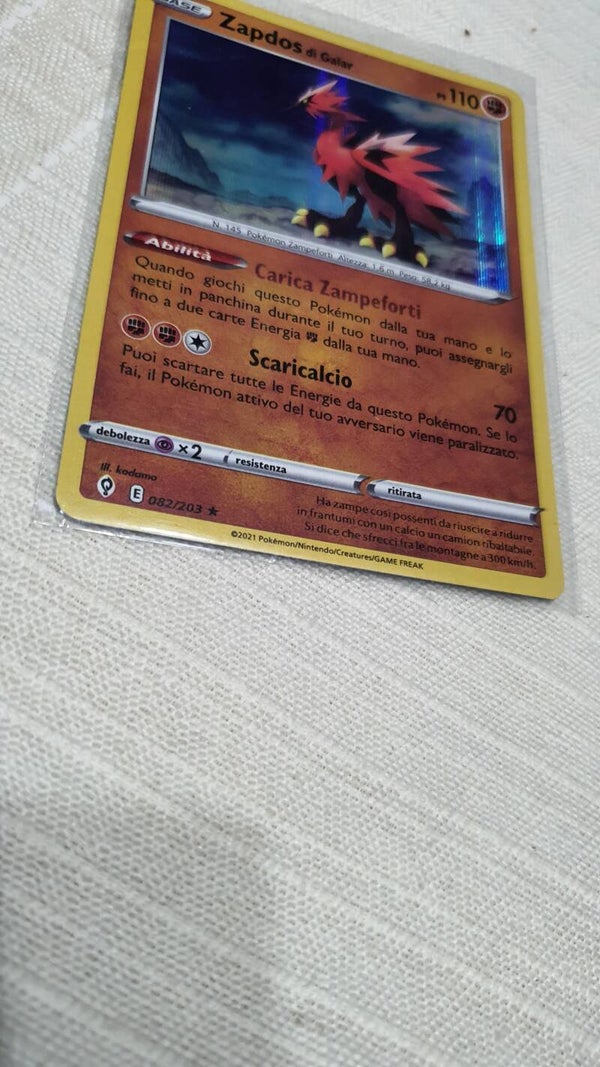 BASE
Zapdos di Galar
PS 110
N. 145 Pokémon Zampeforti Altezza: 1,6 m Peso: 58,2 kg
Abilità Carica Zampeforti
Quando giochi questo Pokémon dalla tua mano e lo
metti in panchina durante il tuo turno, puoi assegnargli
fino a due carte Energia dalla tua mano.
Scaricalcio 70
Puoi scartare tutte le Energie da questo Pokémon. Se lo
fai, il Pokémon attivo del tuo avversario viene paralizzato.
debolezza ×2 resistenza ritirata
Ill. kodama
E 082/203 ★
Ha zampe così possenti da riuscire a ridurre
in frantumi con un calcio un camion ribaltabile.
Si dice che sfrecci fra le montagne a 300 km/h.
©2021 Pokémon/Nintendo/Creatures/GAME FREAK